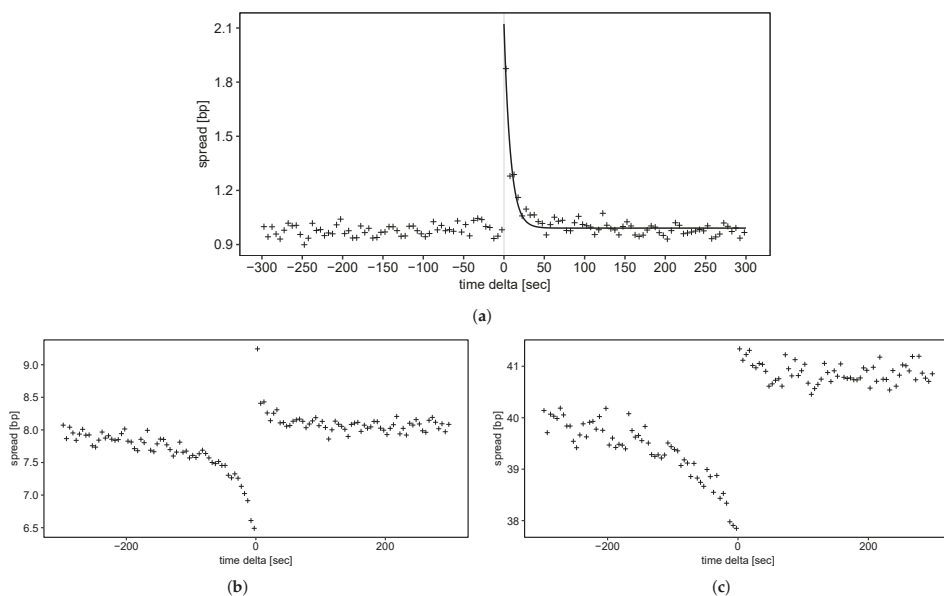 2.1
1.8
1.5
1.2
0.9
spread [bp]
−300 −250 −200 −150 −100 −50 0 50 100 150 200 250 300
time delta [sec]
(a)
9.0
8.5
8.0
7.5
7.0
6.5
spread [bp]
−200 0 200
time delta [sec]
(b)
41
40
39
38
spread [bp]
−200 0 200
time delta [sec]
(c)